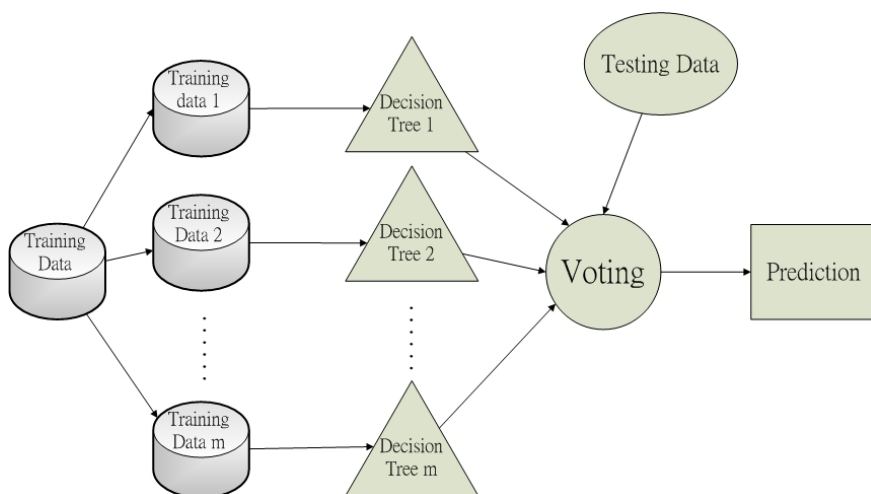 Training
data 1
Decision
Tree 1
Testing Data
Training
Data
Training
Data 2
Decision
Tree 2
Voting
Prediction
Training
Data m
Decision
Tree m